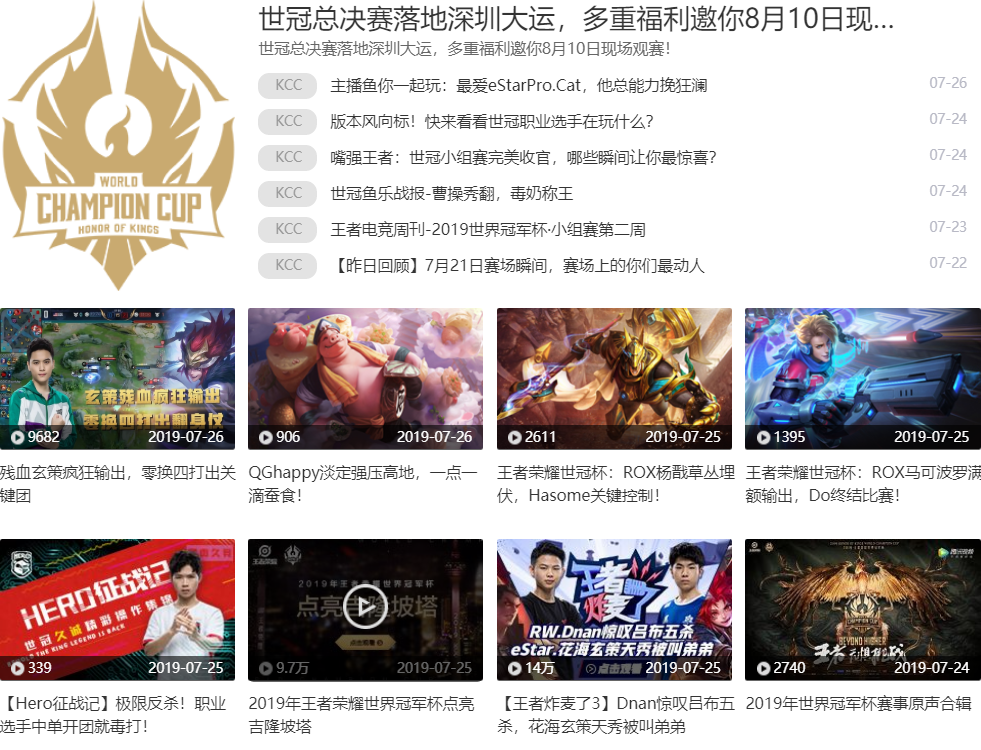 世冠总决赛落地深圳大运，多重福利邀你8月10日现...
世冠总决赛落地深圳大运，多重福利邀你8月10日现场观赛！
KCC 主播鱼你一起玩：最爱eStarPro.Cat，他总能力挽狂澜 07-26
KCC 版本风向标！快来看看世冠职业选手在玩什么？ 07-24
KCC 嘴强王者：世冠小组赛完美收官，哪些瞬间让你最惊喜？ 07-24
KCC 世冠鱼乐战报-曹操秀翻，毒奶称王 07-24
KCC 王者电竞周刊-2019世界冠军杯·小组赛第二周 07-23
KCC 【昨日回顾】7月21日赛场瞬间，赛场上的你们最动人 07-22
WORLD
CHAMPION CUP
HONOR OF KINGS
玄策残血疯狂输出
零换四打出翻身仗
9682 2019-07-26
906 2019-07-26
2611 2019-07-25
1395 2019-07-25
残血玄策疯狂输出，零换四打出关
键团
QGhappy淡定强压高地，一点一
滴蚕食！
王者荣耀世冠杯：ROX杨戬草丛埋
伏，Hasome关键控制！
王者荣耀世冠杯：ROX马可波罗满
额输出，Do终结比赛！
HERO征战记
世冠久诚精彩操作集锦
THE KING LEGEND IS BACK
339 2019-07-25
2019年王者荣耀世界冠军杯
点亮吉隆坡塔
点击观看
9.7万 2019-07-25
王者炸麦了
RW.Dnan惊叹吕布五杀
eStar.花海玄策天秀被叫弟弟
点击观看
14万 2019-07-25
腾讯视频
BEYOND HIGHER
2740 2019-07-24
【Hero征战记】极限反杀！职业
选手中单开团就毒打！
2019年王者荣耀世界冠军杯点亮
吉隆坡塔
【王者炸麦了3】Dnan惊叹吕布五
杀，花海玄策天秀被叫弟弟
2019年世界冠军杯赛事原声合辑